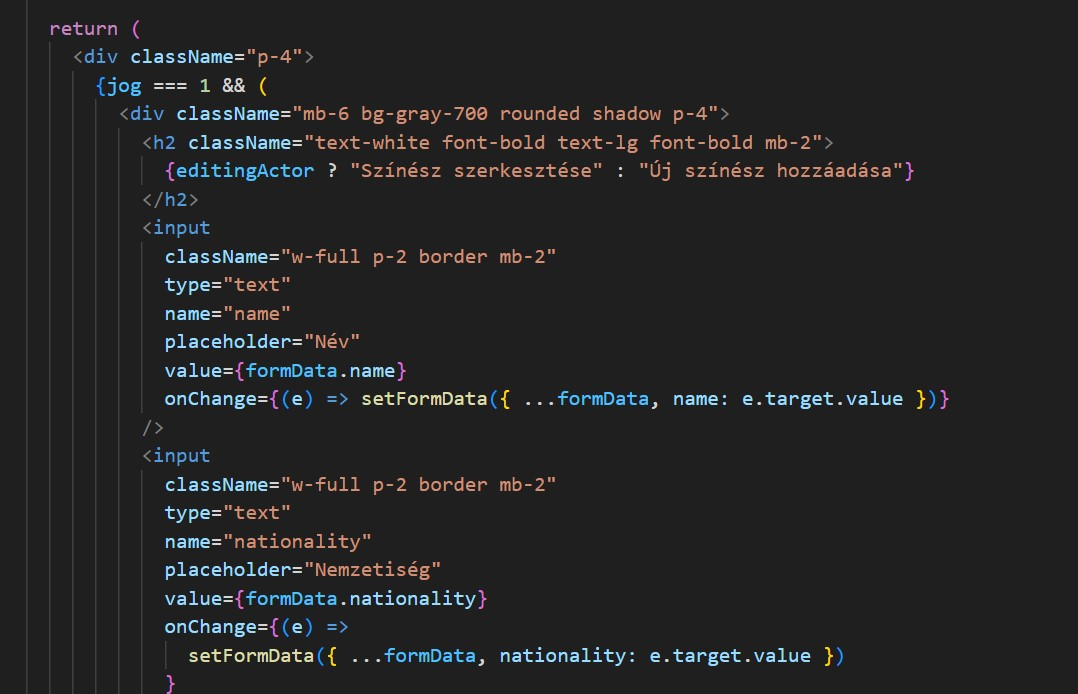 return (
<div className="p-4">
{jog === 1 && (
<div className="mb-6 bg-gray-700 rounded shadow p-4">
<h2 className="text-white font-bold text-lg font-bold mb-2">
{editingActor ? "Színész szerkesztése" : "Új színész hozzáadása"}
</h2>
<input
className="w-full p-2 border mb-2"
type="text"
name="name"
placeholder="Név"
value={formData.name}
onChange={(e) => setFormData({ ...formData, name: e.target.value })}
/>
<input
className="w-full p-2 border mb-2"
type="text"
name="nationality"
placeholder="Nemzetiség"
value={formData.nationality}
onChange={(e) =>
setFormData({ ...formData, nationality: e.target.value })
}